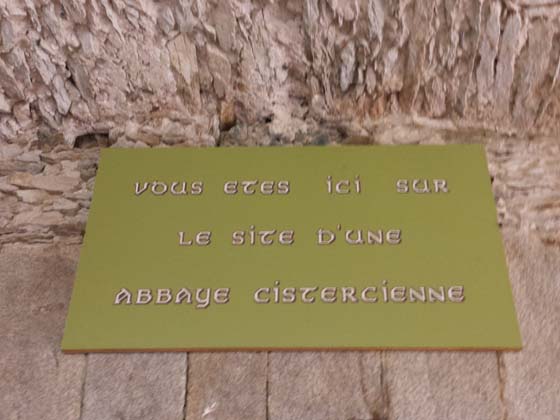 VOUS ETES ICI SUR
LE SITE D'UNE
ABBAYE CISTERCIENNE